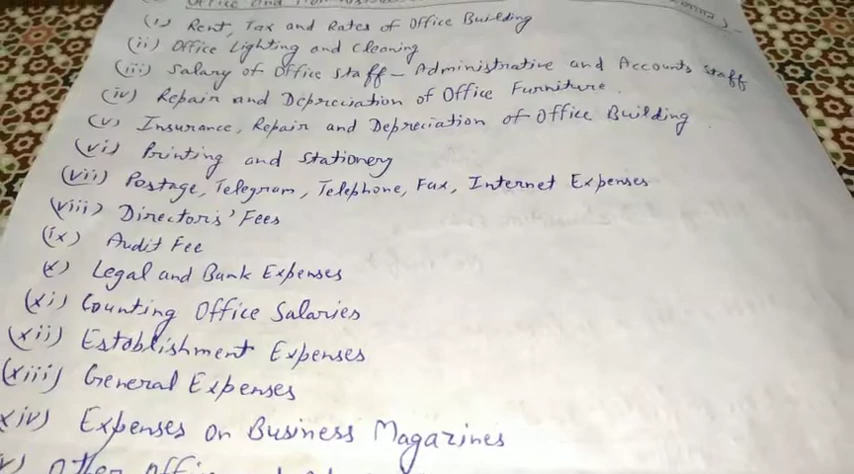 Office and
(i) Rent, Tax and Rates of Office Building
(ii) Office Lighting and Cleaning
(iii) Salary of Office Staff - Administrative and Accounts Staff
(iv) Repair and Depreciation of Office Furniture.
(v) Insurance, Repair and Depreciation of Office Building
(vi) Printing and Stationery
(vii) Postage, Telegram, Telephone, Fax, Internet Expenses
(viii) Directors' Fees
(ix) Audit Fee
(x) Legal and Bank Expenses
(xi) Counting Office Salaries
(xii) Establishment Expenses
(xiii) General Expenses
xiv) Expenses on Business Magazines
Other